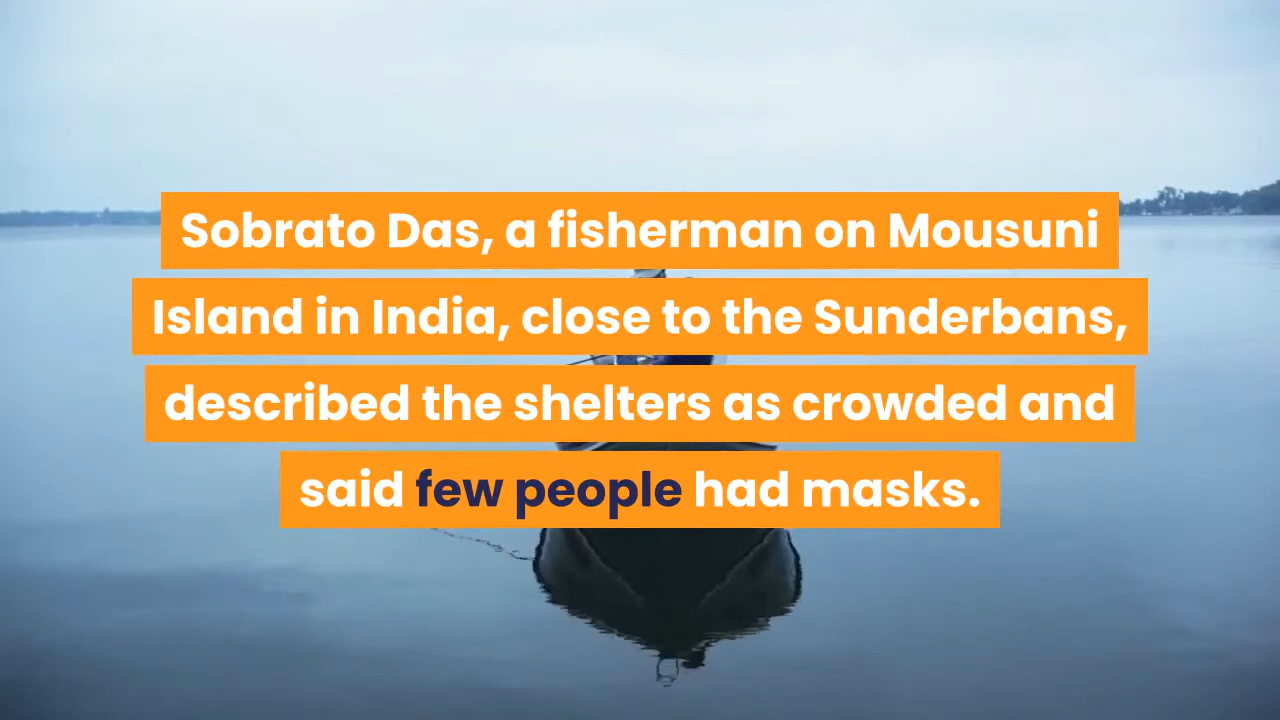 Sobrato Das, a fisherman on Mousuni
Island in India, close to the Sunderbans,
described the shelters as crowded and
said few people had masks.